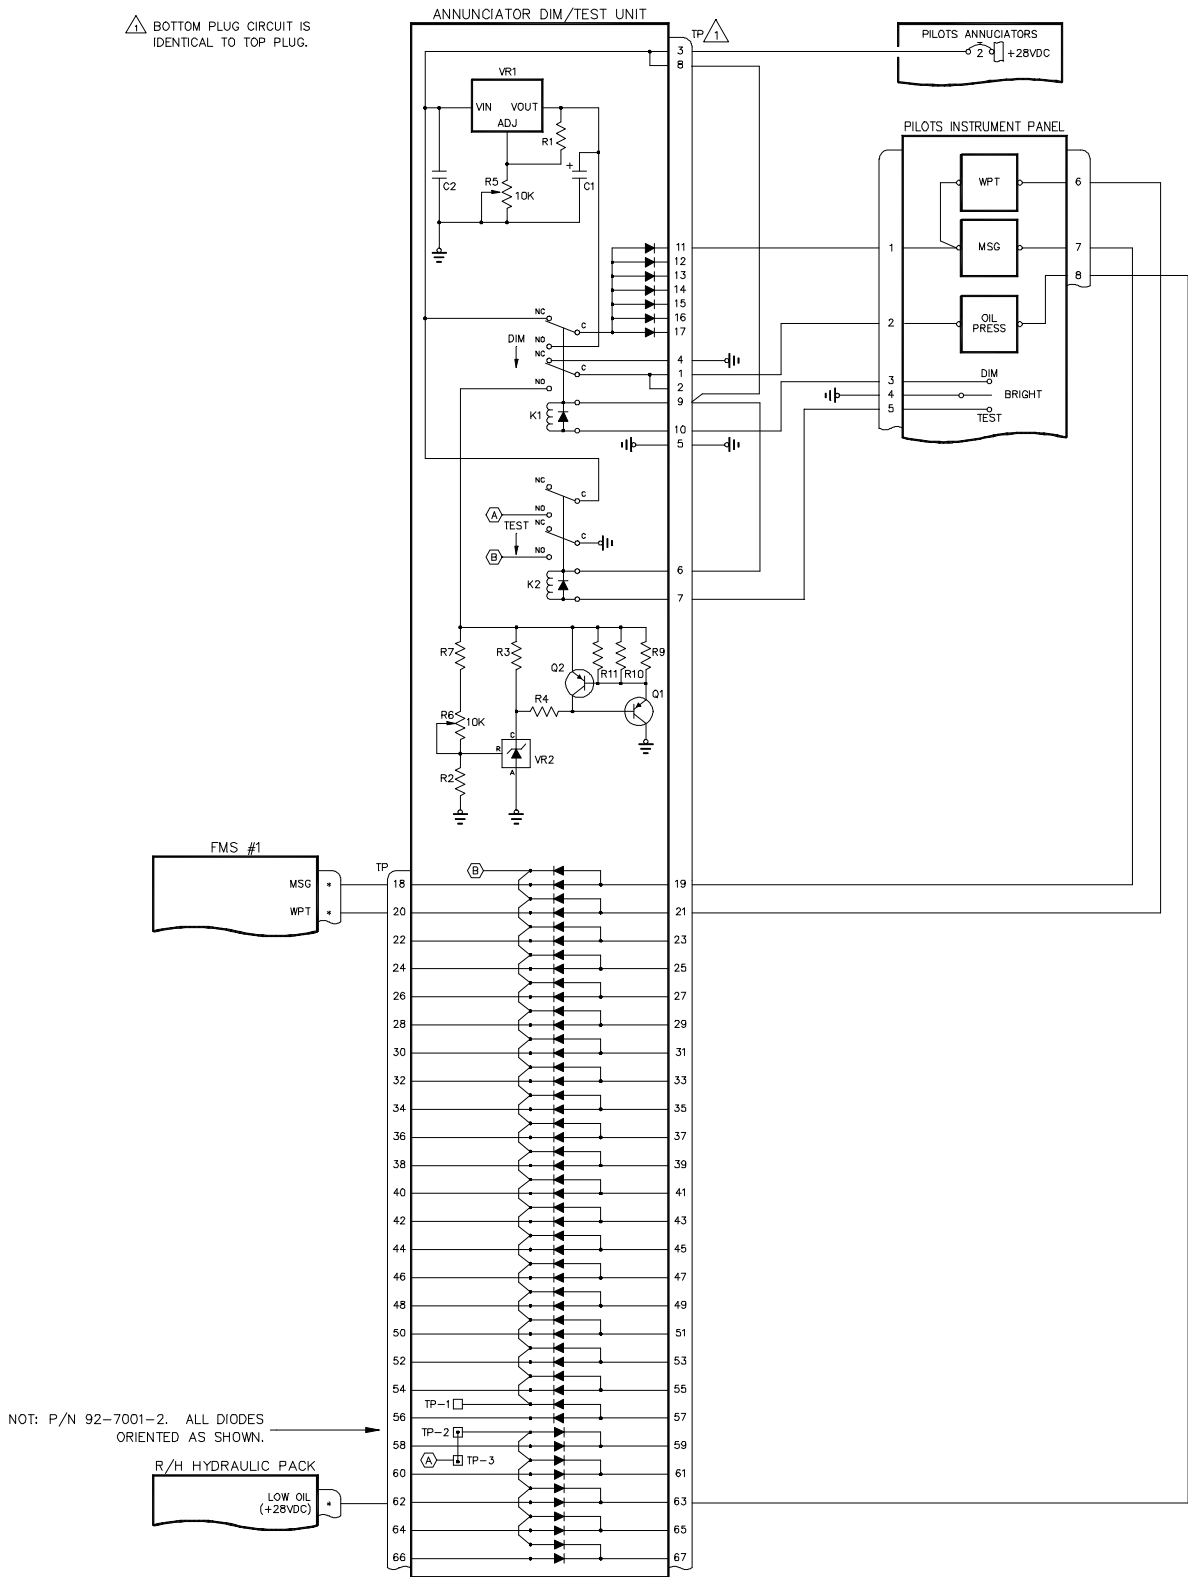 ANNUNCIATOR DIM/TEST UNIT
1 BOTTOM PLUG CIRCUIT IS
IDENTICAL TO TOP PLUG.
TP 1
3
8
PILOTS ANNUCIATORS
2 +28VDC
VR1
VIN VOUT
ADJ
R1
C2
R5
10K
+
C1
PILOTS INSTRUMENT PANEL
WPT
6
1
MSG
7
8
2
OIL
PRESS
3
DIM
4
BRIGHT
5
TEST
11
12
13
14
15
16
17
NC
C
NO
DIM
NC
C
NO
4
1
2
9
K1
10
5
NC
C
A
NO
TEST
NC
C
B
NO
6
K2
7
R7
R3
Q2
R11
R10
R9
R4
Q1
R6
10K
C
R
A
VR2
R2
FMS #1
MSG *
WPT *
TP
B
18 19
20 21
22 23
24 25
26 27
28 29
30 31
32 33
34 35
36 37
38 39
40 41
42 43
44 45
46 47
48 49
50 51
52 53
54 55
TP-1
56 57
NOT: P/N 92-7001-2. ALL DIODES
ORIENTED AS SHOWN.
TP-2
58 59
A TP-3
60 61
R/H HYDRAULIC PACK
LOW OIL
(+28VDC)
*
62 63
64 65
66 67